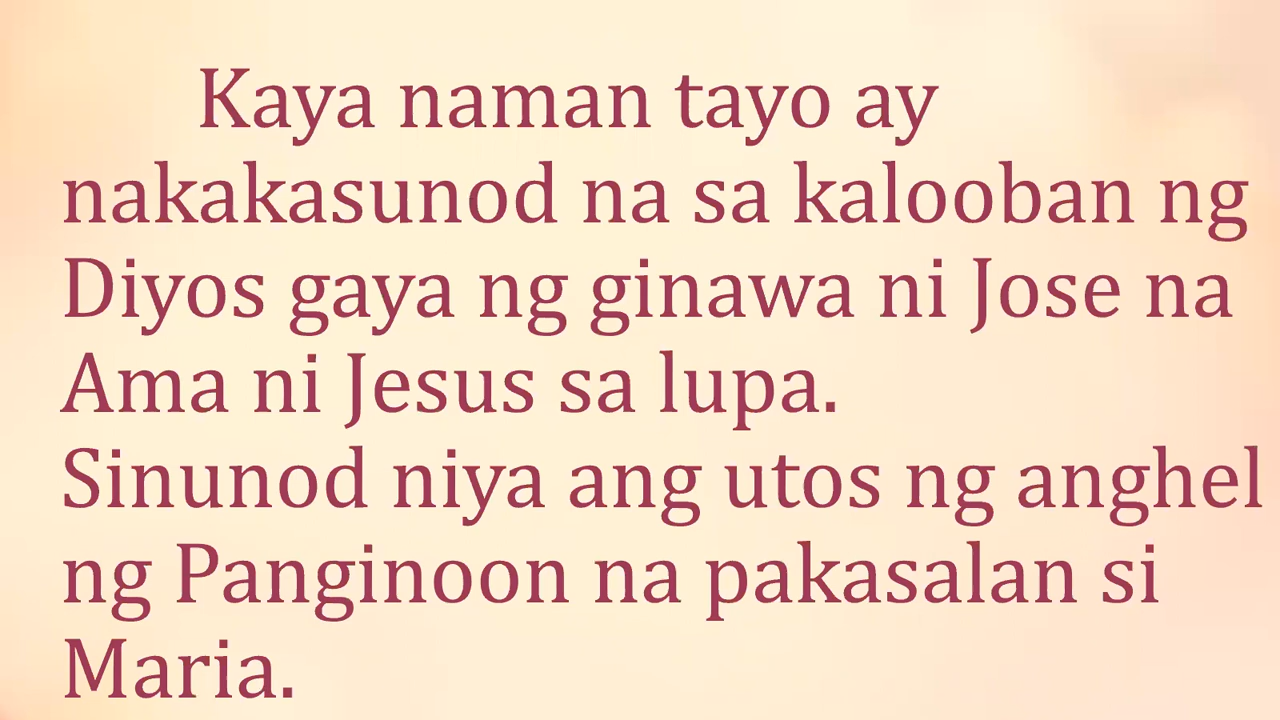 Kaya naman tayo ay
nakakasunod na sa kalooban ng
Diyos gaya ng ginawa ni Jose na
Ama ni Jesus sa lupa.
Sinunod niya ang utos ng anghel
ng Panginoon na pakasalan si
Maria.